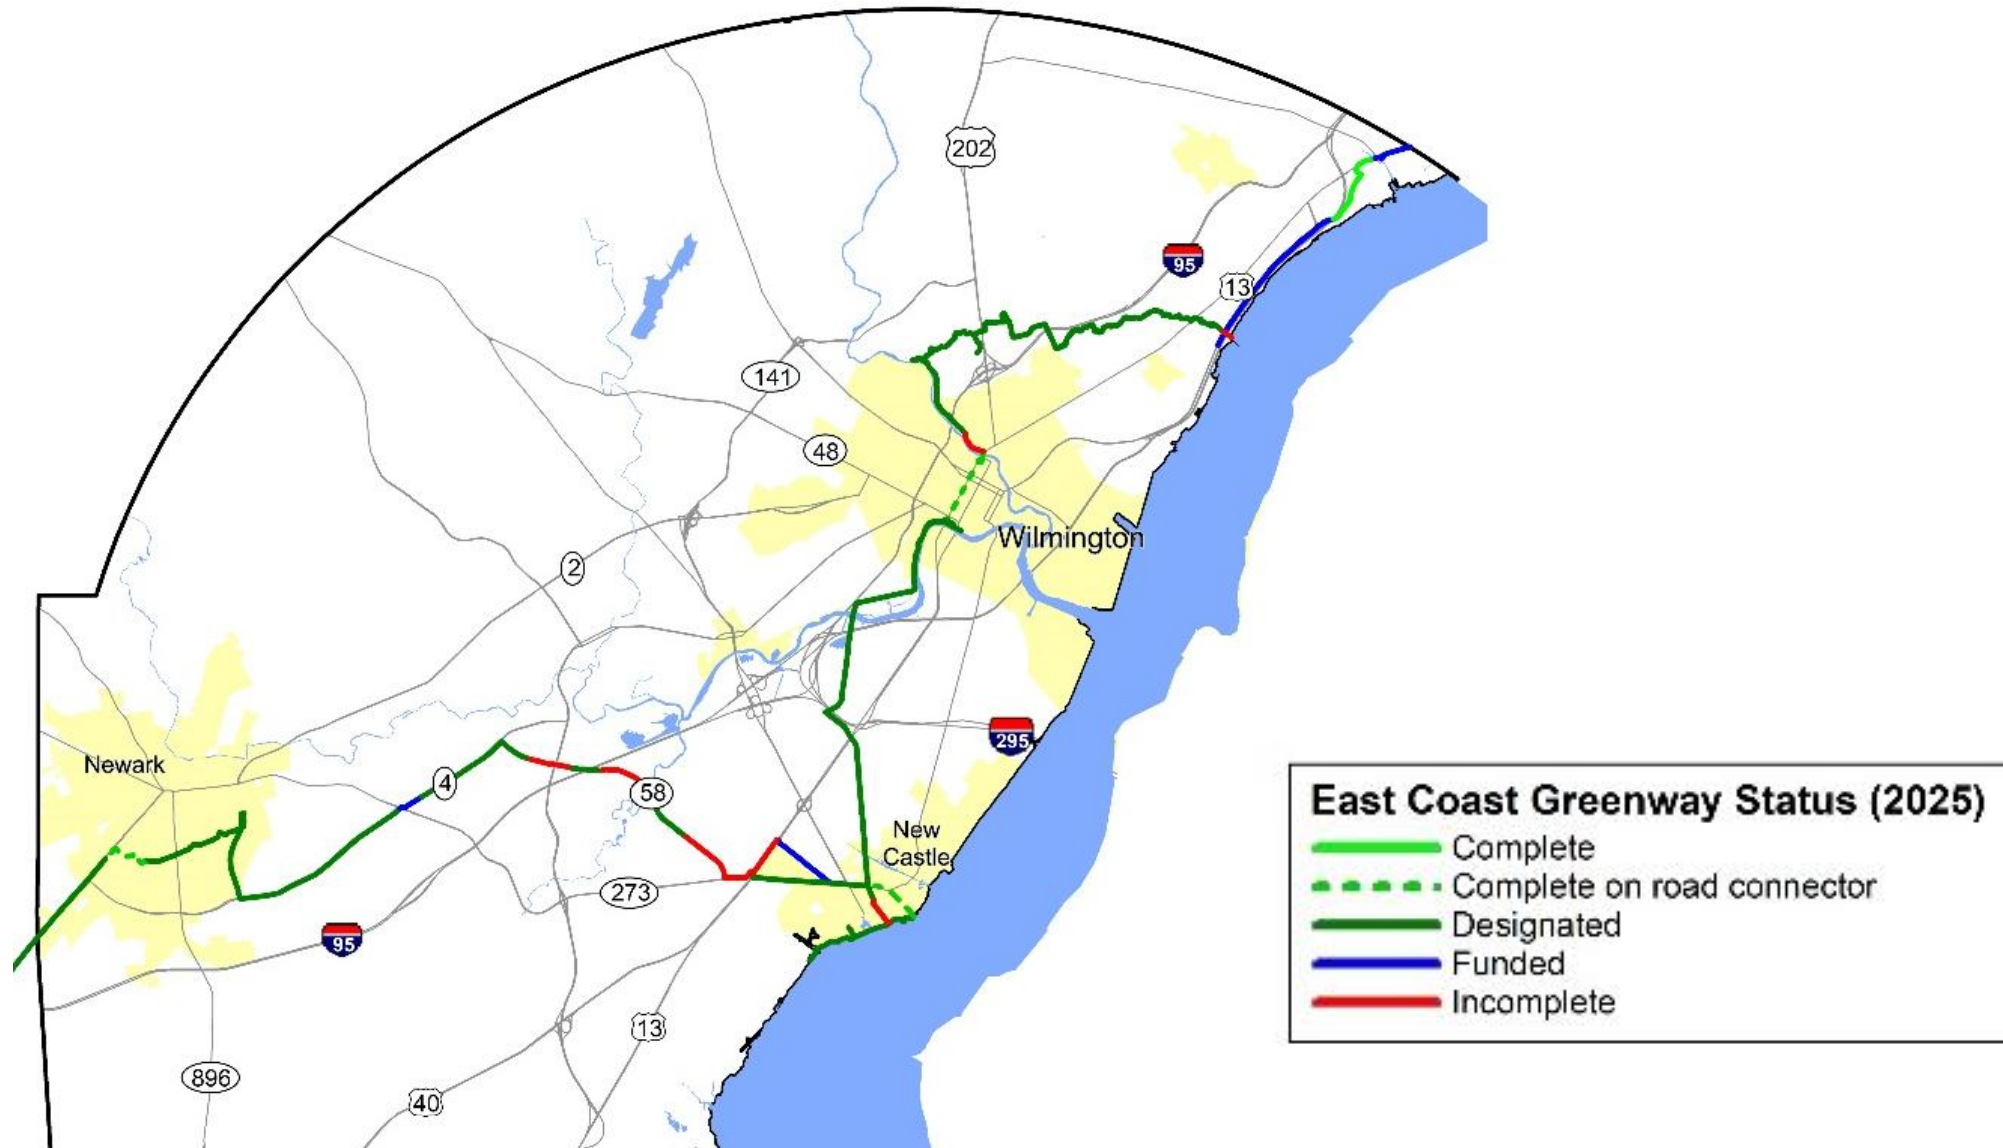 202
95
13
141
48
Wilmington
2
295
Newark
4
58
New
Castle
273
95
13
896
40
East Coast Greenway Status (2025)
Complete
Complete on road connector
Designated
Funded
Incomplete